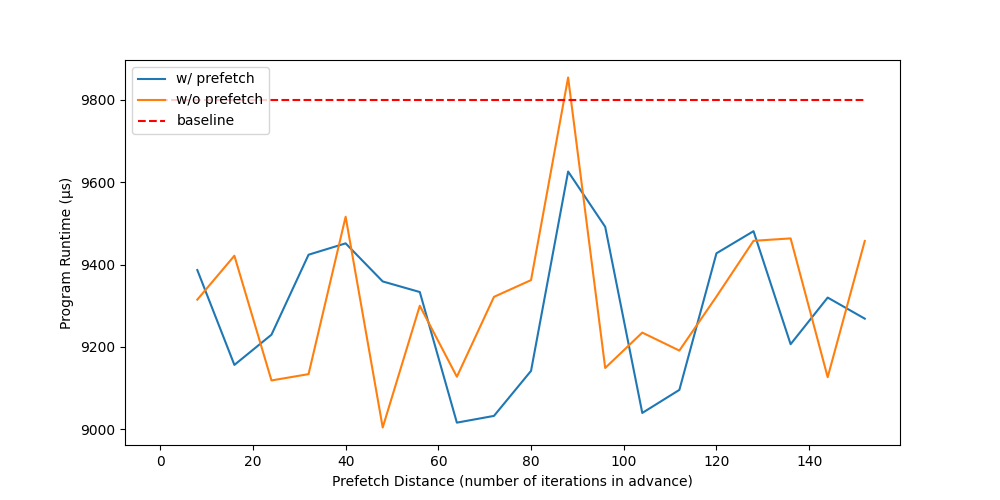 w/ prefetch
w/o prefetch
baseline
9800
9600
9400
9200
9000
Program Runtime (µs)
0 20 40 60 80 100 120 140
Prefetch Distance (number of iterations in advance)